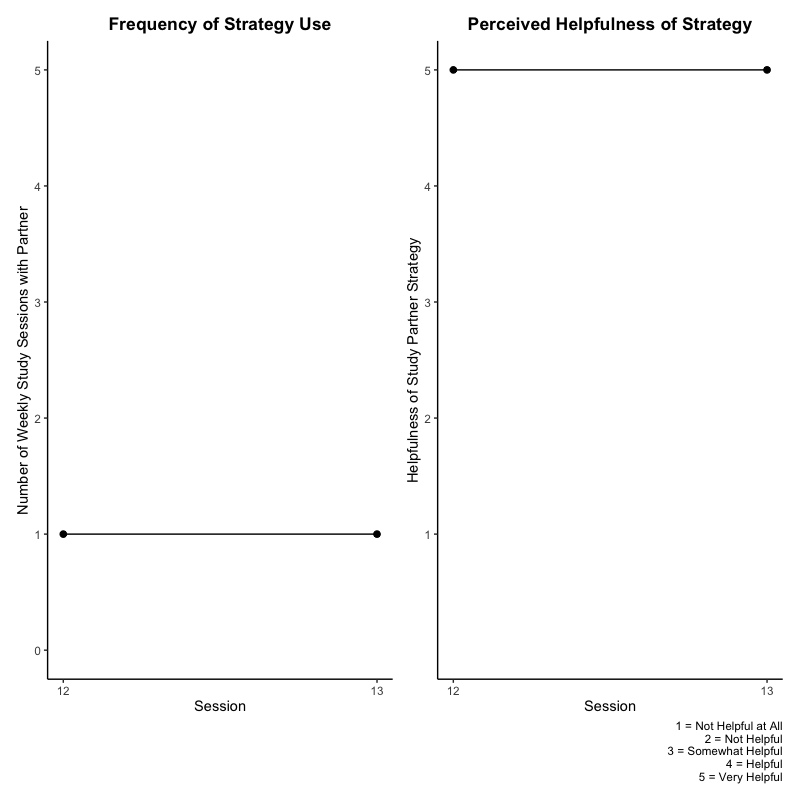 Frequency of Strategy Use
Number of Weekly Study Sessions with Partner
5
4
3
2
1
0
12
13
Session
Perceived Helpfulness of Strategy
Helpfulness of Study Partner Strategy
5
4
3
2
1
12
13
Session
1 = Not Helpful at All
2 = Not Helpful
3 = Somewhat Helpful
4 = Helpful
5 = Very Helpful